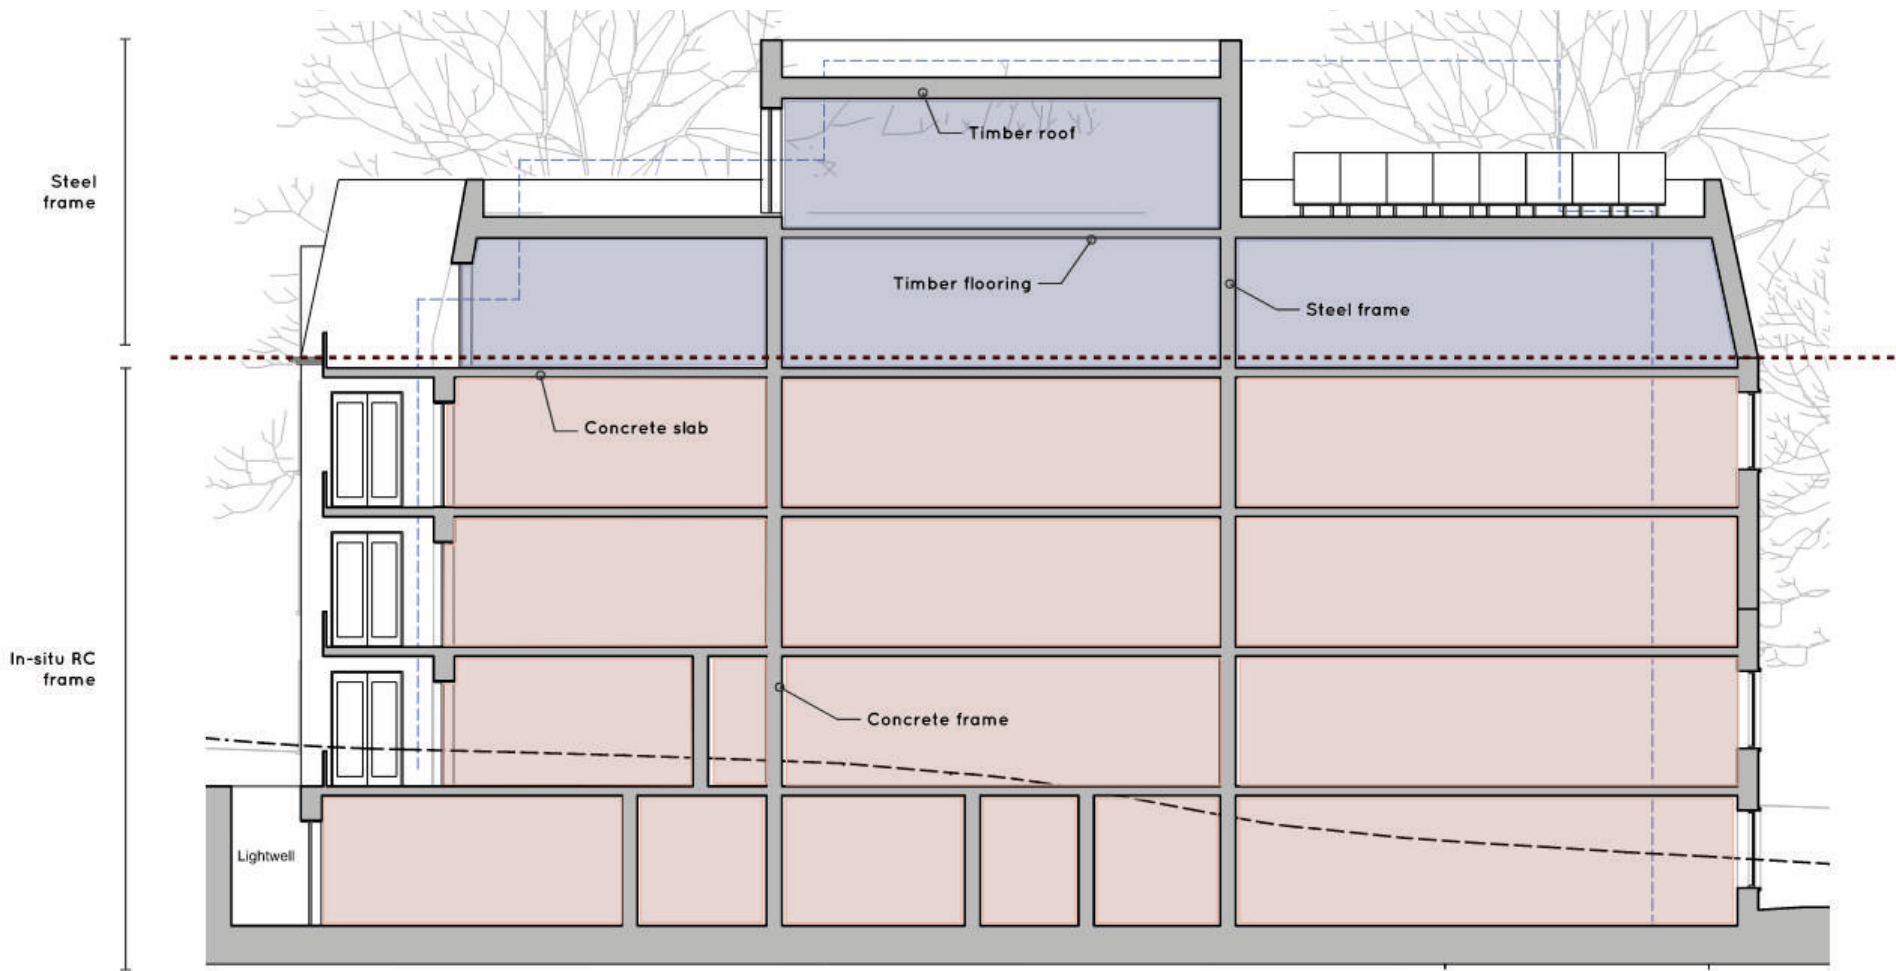 Timber roof
Steel
frame
Timber flooring
Steel frame
Concrete slab
In-situ RC
frame
Concrete frame
Lightwell